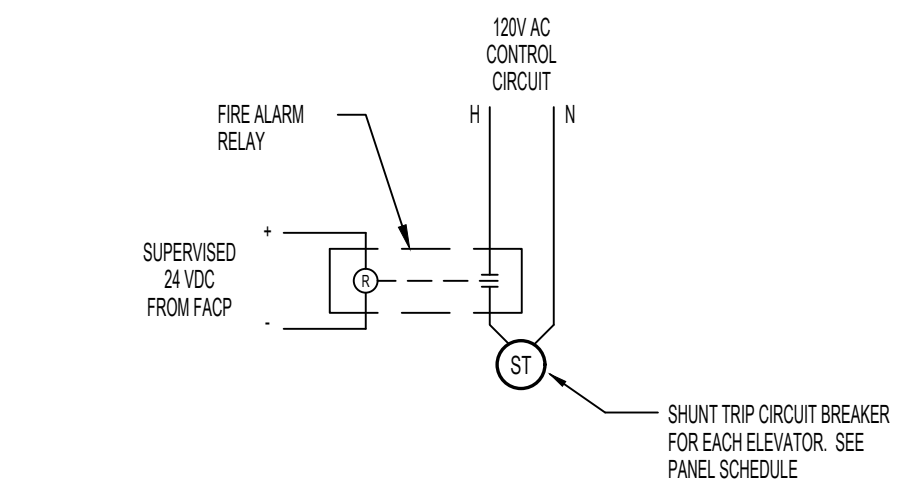 120V AC
CONTROL
CIRCUIT
FIRE ALARM
RELAY
H
N
+
SUPERVISED
24 VDC
FROM FACP
-
R
ST
SHUNT TRIP CIRCUIT BREAKER
FOR EACH ELEVATOR. SEE
PANEL SCHEDULE